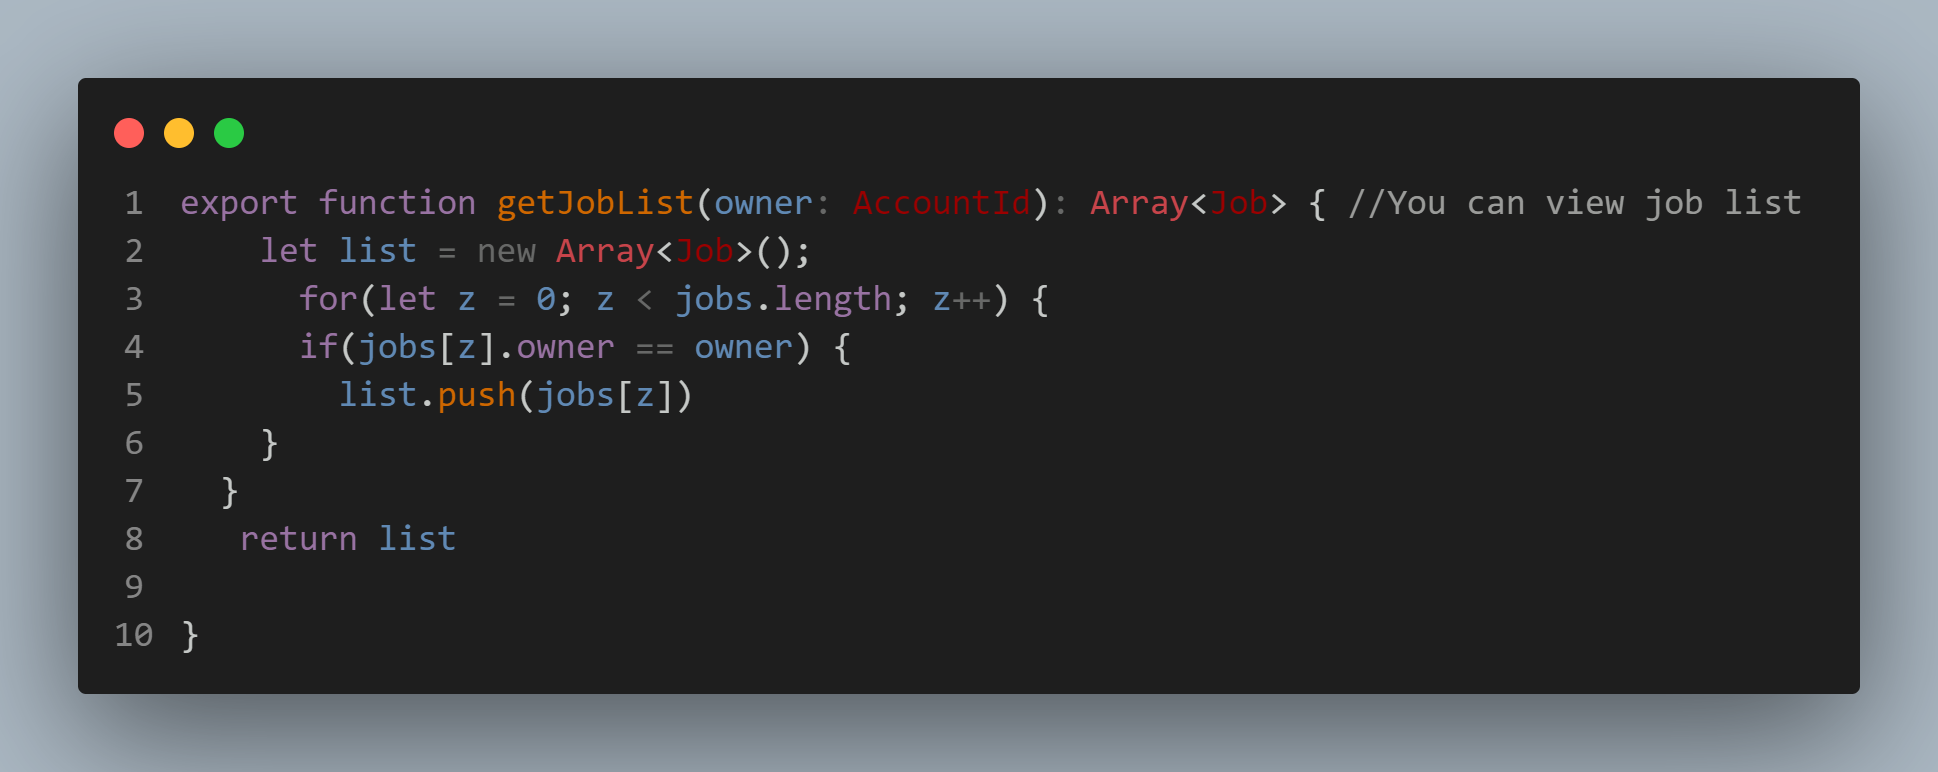 1 export function getJobList(owner: AccountId): Array<Job> { //You can view job list
2     let list = new Array<Job>();
3       for(let z = 0; z < jobs.length; z++) {
4       if(jobs[z].owner == owner) {
5         list.push(jobs[z])
6     }
7   }
8    return list
9
10 }